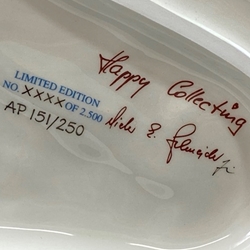 Happy Collecting
LIMITED EDITION
NO. XXXX OF 2.500
AP 151/250